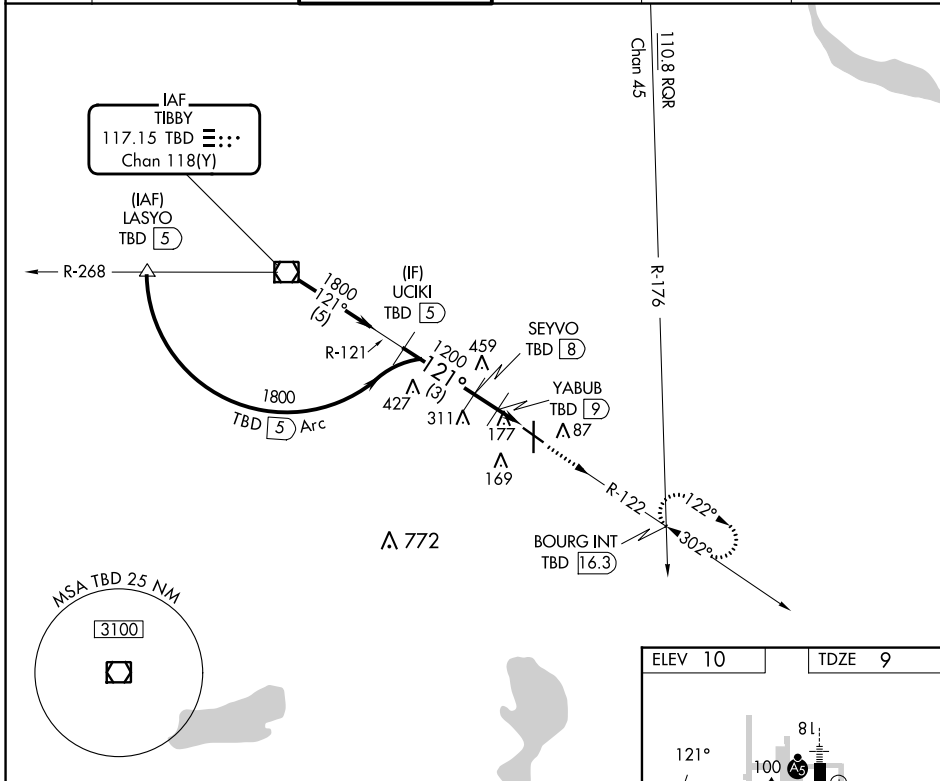 IAF
TIBBY
117.15 TBD
Chan 118(Y)
110.8 RQR
Chan 45
(IAF)
LASYO
TBD 5
R-268
1800
121°
(5)
(IF)
UCIKI
TBD 5
R-121
1200
121°
(3)
459
SEYVO
TBD 8
R-176
427
311
YABUB
TBD 9
177
87
169
1800
TBD 5 Arc
R-122
122°
302°
BOURG INT
TBD 16.3
772
MSA TBD 25 NM
3100
ELEV 10
TDZE 9
121°
100
A5
18